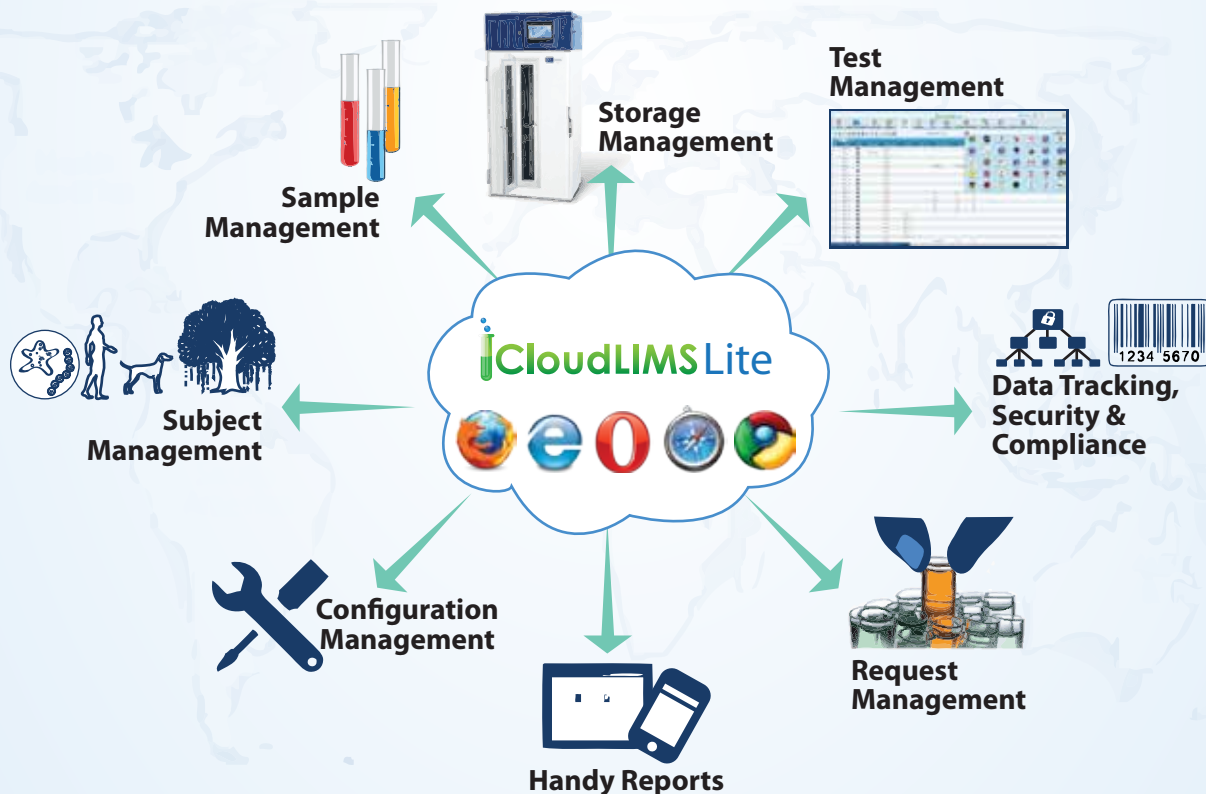 Test
Management
Storage
Management
Sample
Management
CloudLIMS Lite
1234 5670
Data Tracking,
Security &
Compliance
Subject
Management
Configuration
Management
Request
Management
Handy Reports